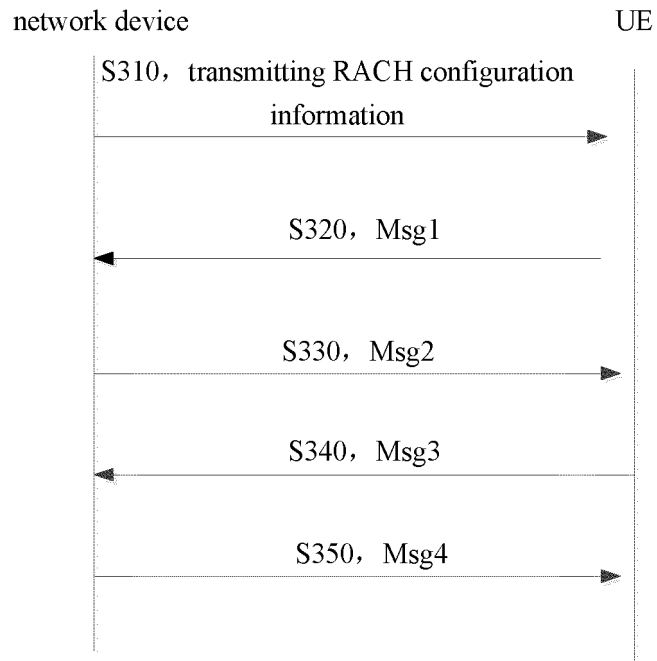 network device
UE
S310，transmitting RACH configuration
information
S320，Msg1
S330，Msg2
S340，Msg3
S350，Msg4